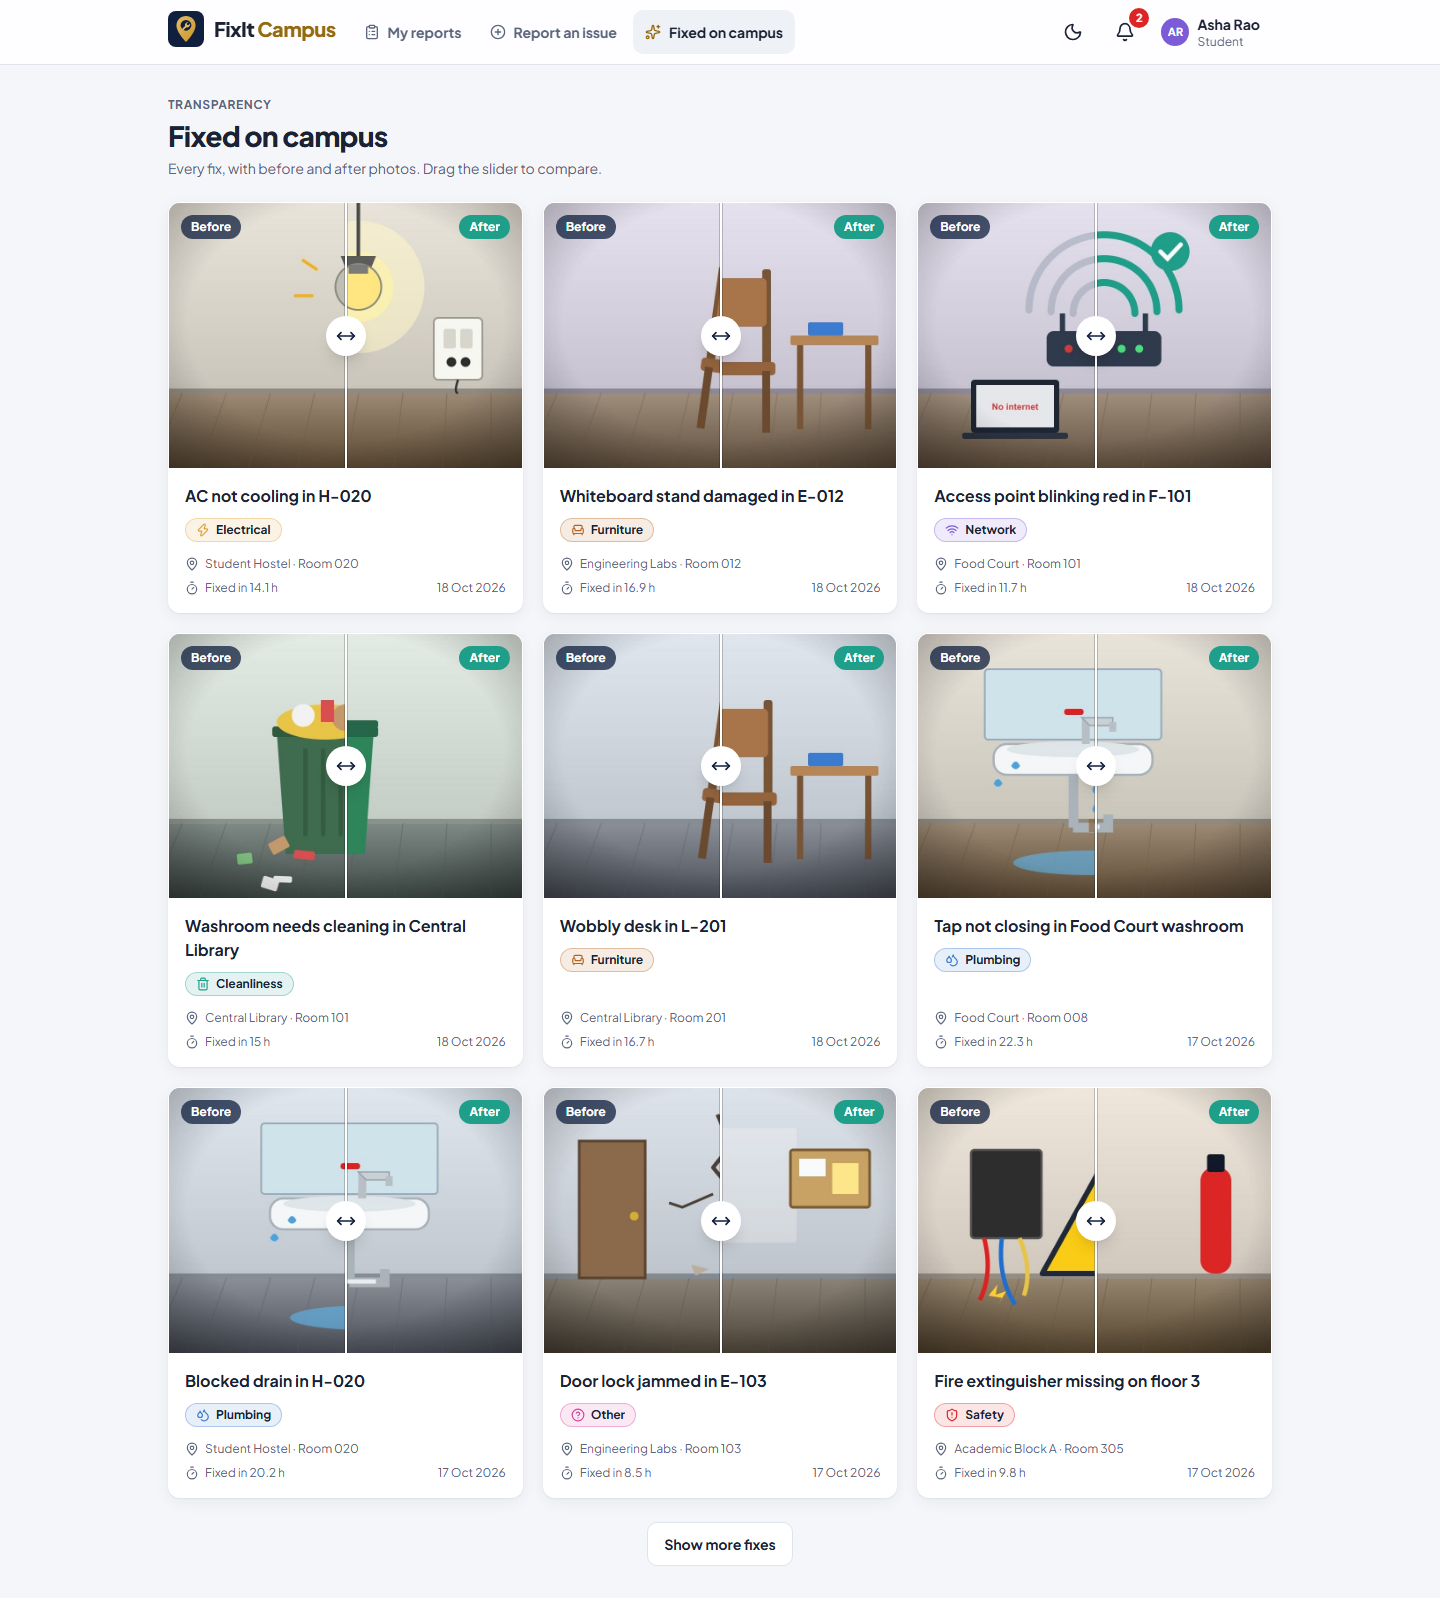 FixIt Campus
My reports
Report an issue
Fixed on campus
2
AR
Asha Rao
Student
TRANSPARENCY
Fixed on campus
Every fix, with before and after photos. Drag the slider to compare.
Before
After
AC not cooling in H-020
Electrical
Student Hostel · Room 020
Fixed in 14.1 h
18 Oct 2026
Before
After
Whiteboard stand damaged in E-012
Furniture
Engineering Labs · Room 012
Fixed in 16.9 h
18 Oct 2026
Before
After
No internet
Access point blinking red in F-101
Network
Food Court · Room 101
Fixed in 11.7 h
18 Oct 2026
Before
After
Washroom needs cleaning in Central
Library
Cleanliness
Central Library · Room 101
Fixed in 15 h
18 Oct 2026
Before
After
Wobbly desk in L-201
Furniture
Central Library · Room 201
Fixed in 16.7 h
18 Oct 2026
Before
After
Tap not closing in Food Court washroom
Plumbing
Food Court · Room 008
Fixed in 22.3 h
17 Oct 2026
Before
After
Blocked drain in H-020
Plumbing
Student Hostel · Room 020
Fixed in 20.2 h
17 Oct 2026
Before
After
Door lock jammed in E-103
Other
Engineering Labs · Room 103
Fixed in 8.5 h
17 Oct 2026
Before
After
Fire extinguisher missing on floor 3
Safety
Academic Block A · Room 305
Fixed in 9.8 h
17 Oct 2026
Show more fixes